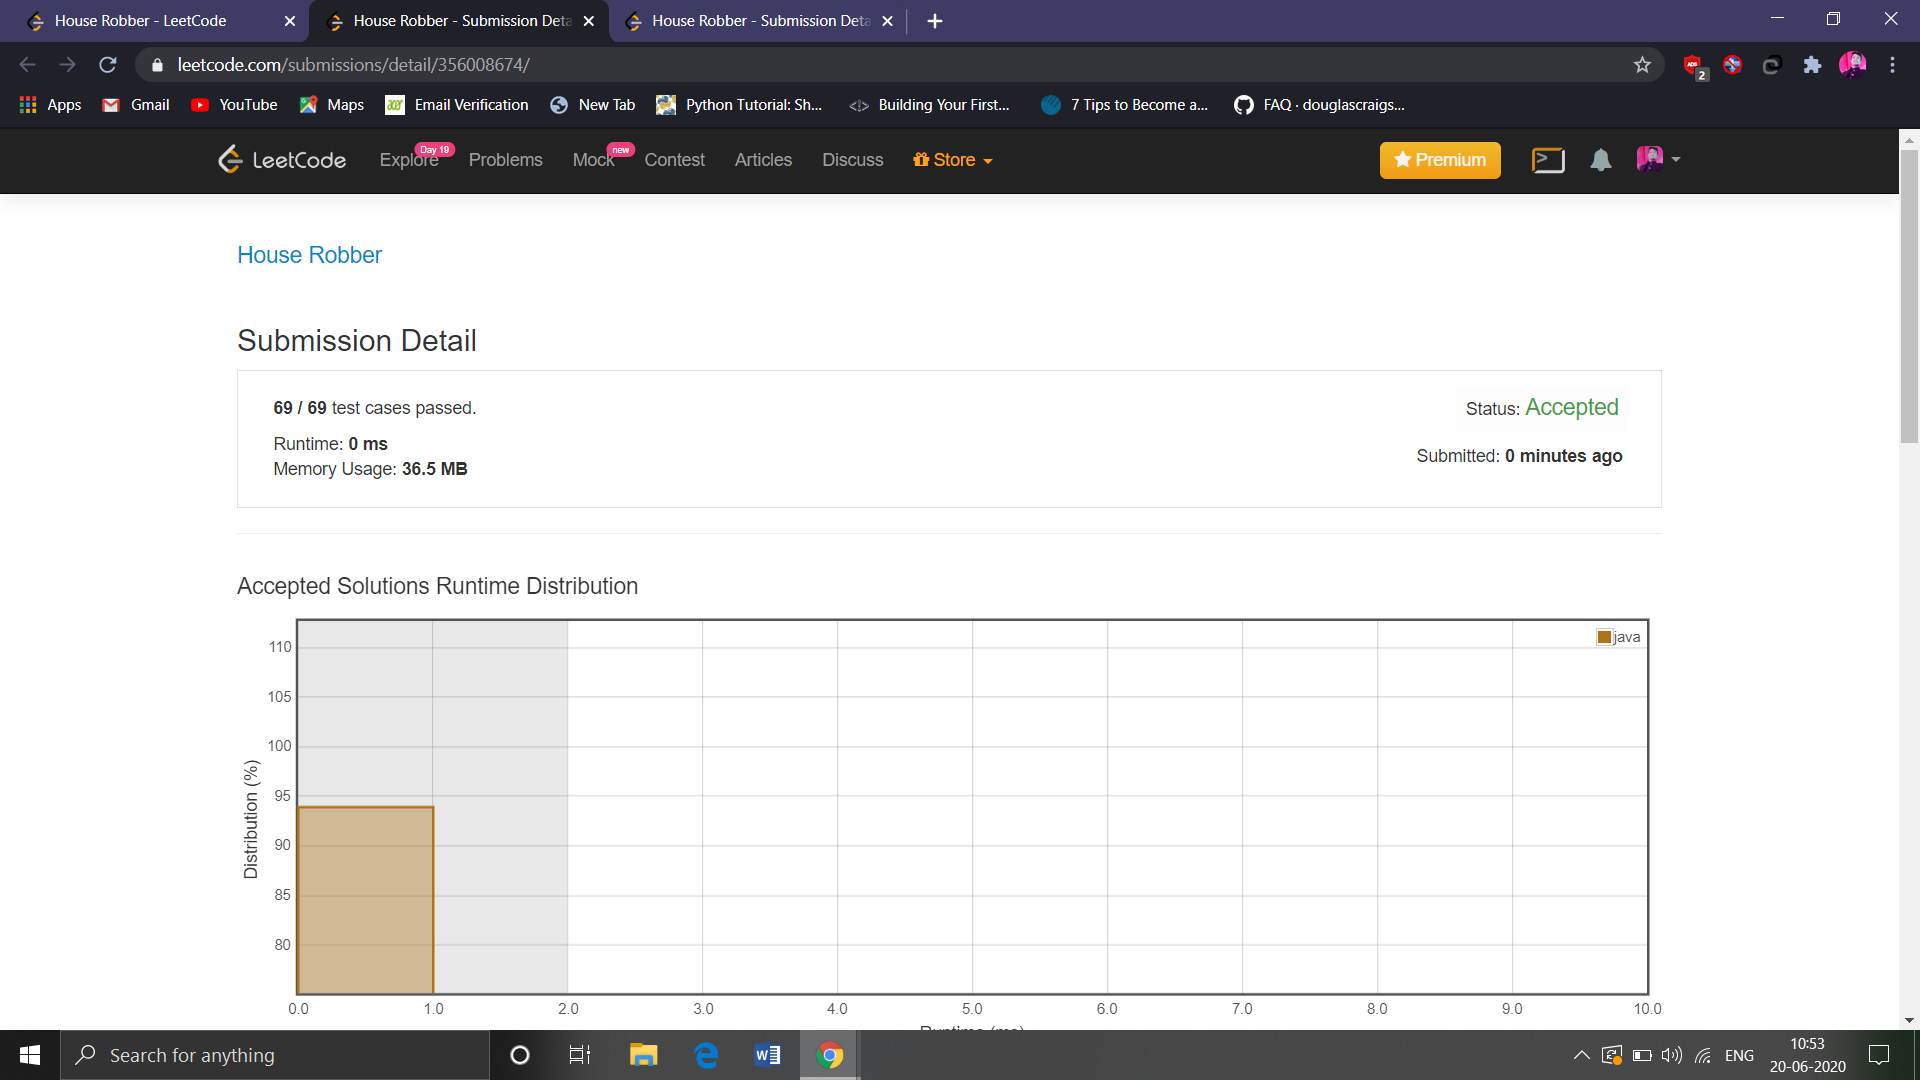 House Robber - LeetCode
House Robber - Submission Deta
House Robber - Submission Deta
leetcode.com/submissions/detail/356008674/
ADS
2
Apps
Gmail
YouTube
Maps
acer
Email Verification
New Tab
Python Tutorial: Sh...
Building Your First...
7 Tips to Become a...
FAQ · douglascraigs...
LeetCode
Explore
Day 19
Problems
Mock
new
Contest
Articles
Discuss
Store
Premium
House Robber
Submission Detail
69 / 69 test cases passed.
Status: Accepted
Runtime: 0 ms
Memory Usage: 36.5 MB
Submitted: 0 minutes ago
Accepted Solutions Runtime Distribution
java
Distribution (%)
110
105
100
95
90
85
80
0.0 1.0 2.0 3.0 4.0 5.0 6.0 7.0 8.0 9.0 10.0
Runtime (ms)
Search for anything
ENG
10:53
20-06-2020